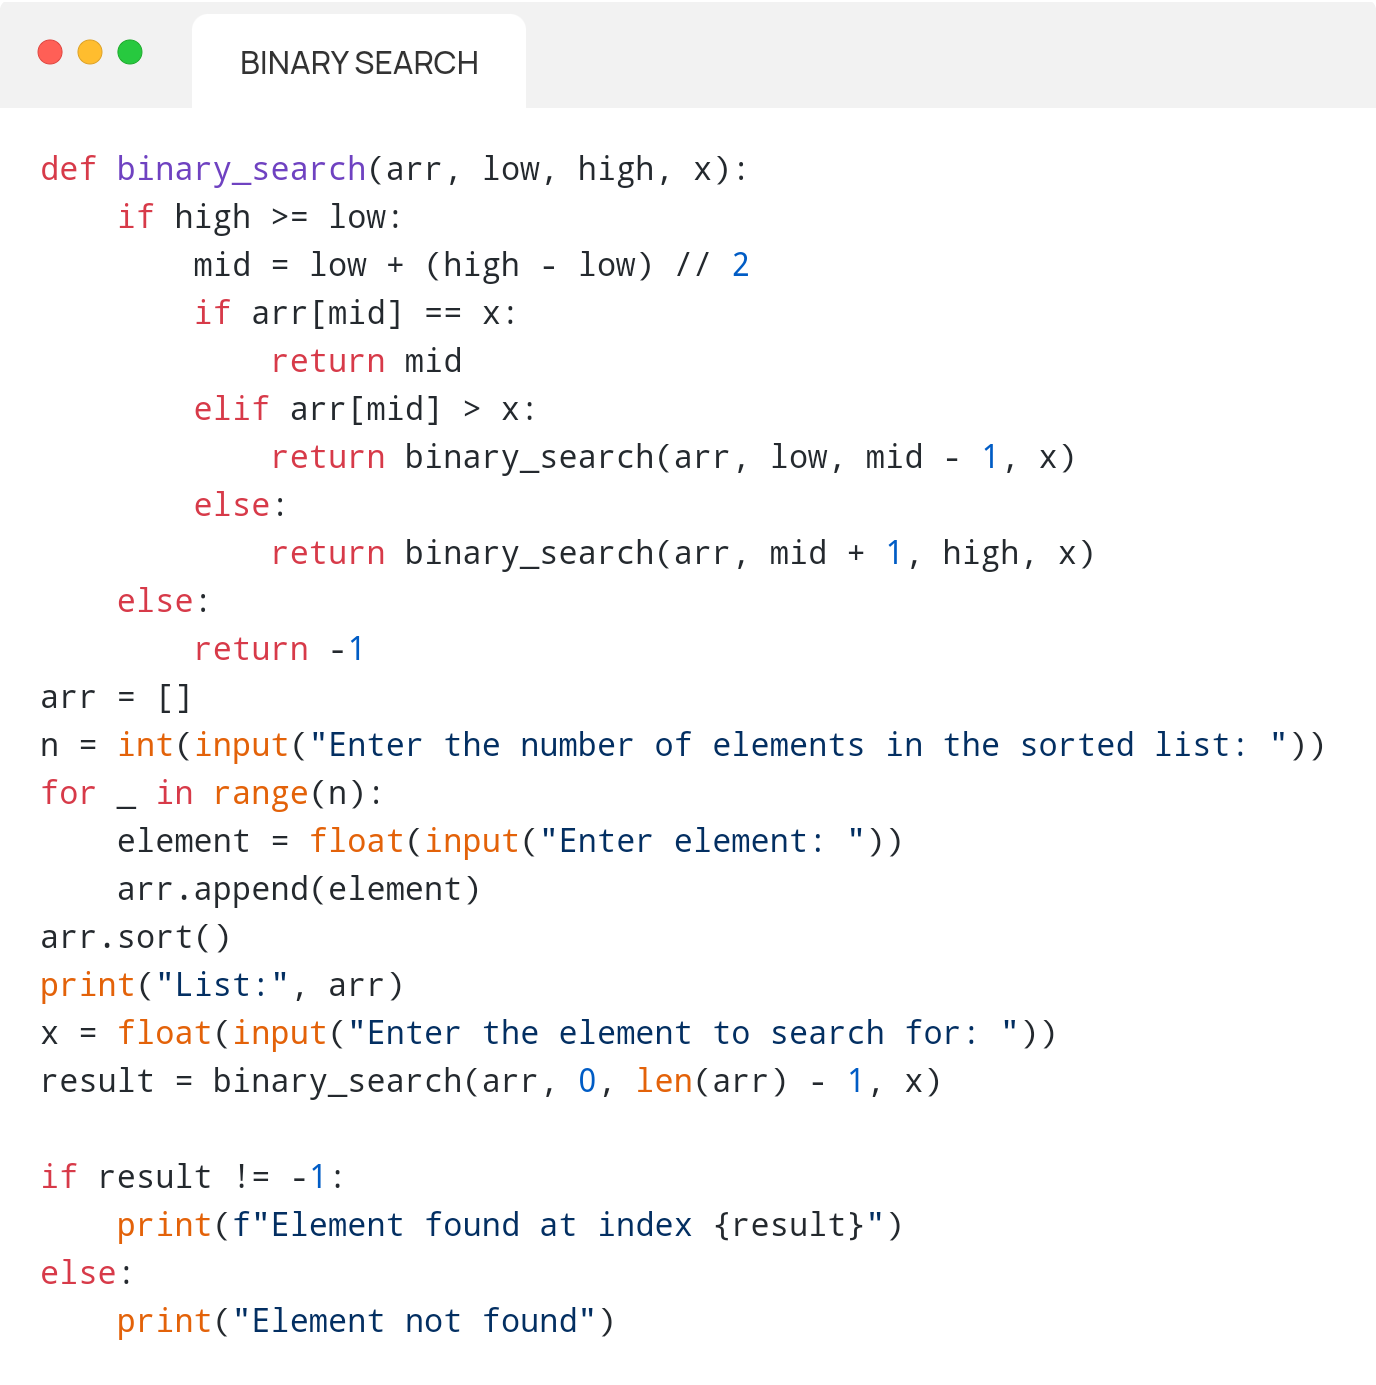 BINARY SEARCH
def binary_search(arr, low, high, x):
    if high >= low:
        mid = low + (high - low) // 2
        if arr[mid] == x:
            return mid
        elif arr[mid] > x:
            return binary_search(arr, low, mid - 1, x)
        else:
            return binary_search(arr, mid + 1, high, x)
    else:
        return -1
arr = []
n = int(input("Enter the number of elements in the sorted list: "))
for _ in range(n):
    element = float(input("Enter element: "))
    arr.append(element)
arr.sort()
print("List:", arr)
x = float(input("Enter the element to search for: "))
result = binary_search(arr, 0, len(arr) - 1, x)

if result != -1:
    print(f"Element found at index {result}")
else:
    print("Element not found")